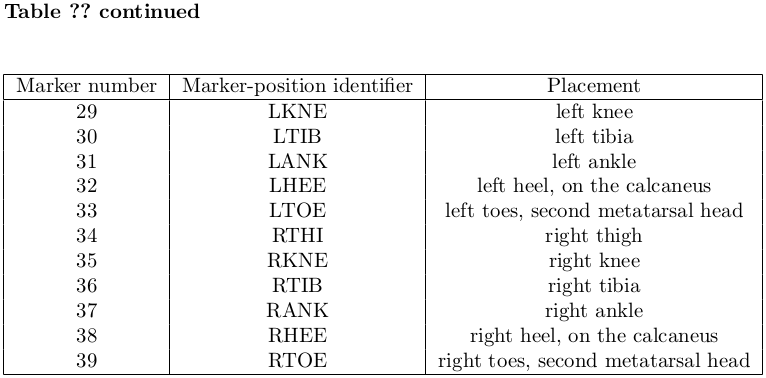 Table ?? continued
Marker number Marker-position identifier Placement
29 LKNE left knee
30 LTIB left tibia
31 LANK left ankle
32 LHEE left heel, on the calcaneus
33 LTOE left toes, second metatarsal head
34 RTHI right thigh
35 RKNE right knee
36 RTIB right tibia
37 RANK right ankle
38 RHEE right heel, on the calcaneus
39 RTOE right toes, second metatarsal head